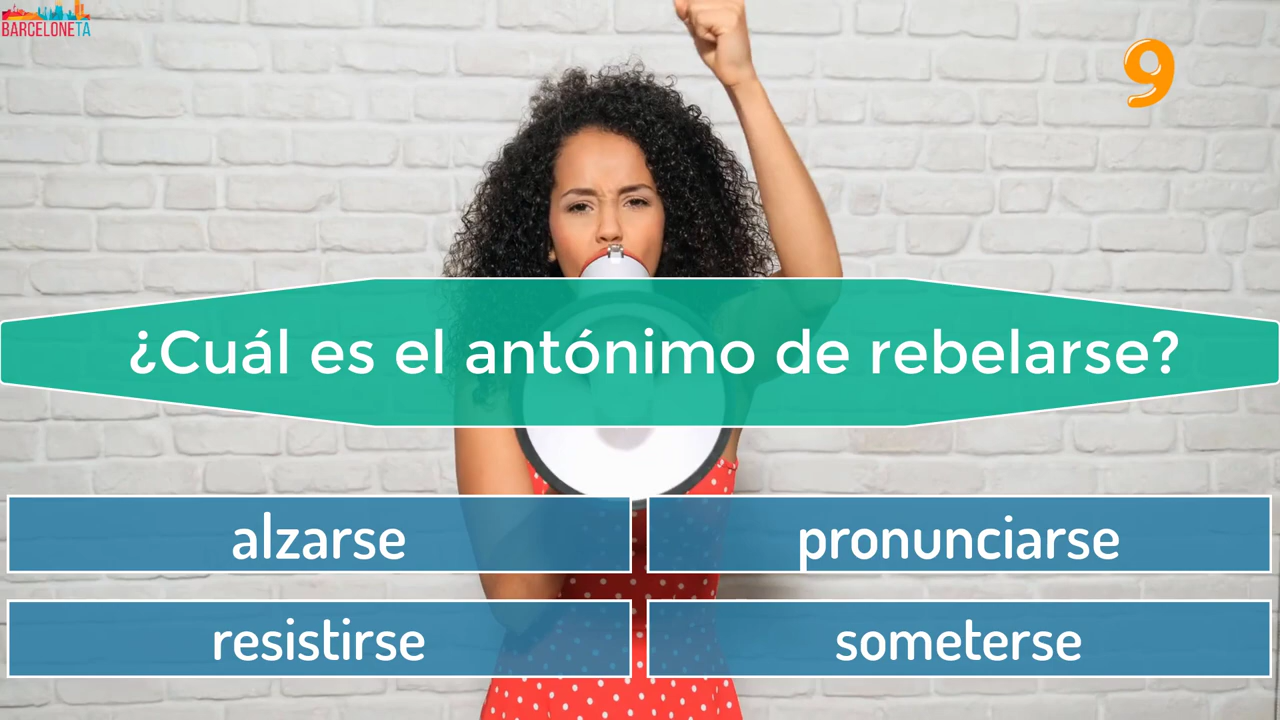 BARCELONETA
9
¿Cuál es el antónimo de rebelarse?
alzarse
pronunciarse
resistirse
someterse